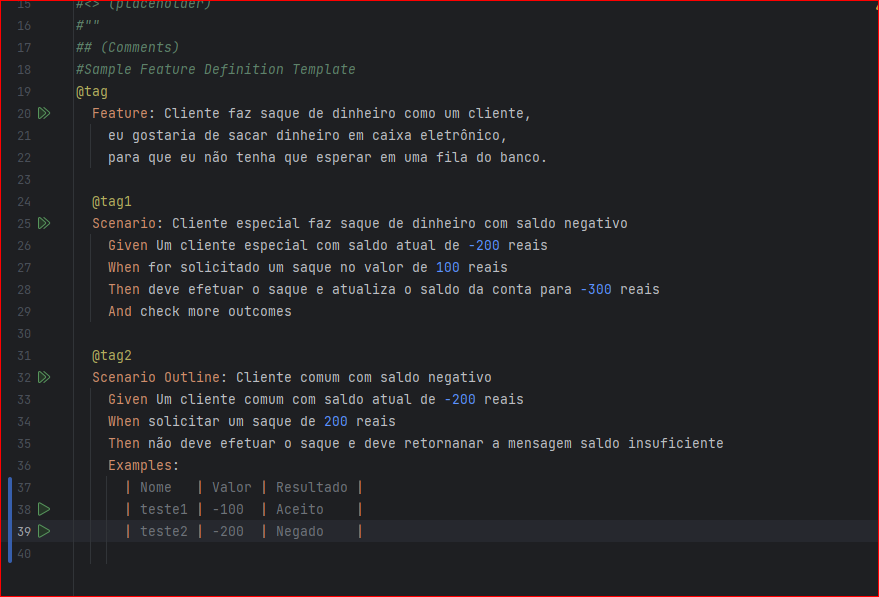 15 #<> (placeholder)
16 #""
17 ## (Comments)
18 #Sample Feature Definition Template
19 @tag
20 Feature: Cliente faz saque de dinheiro como um cliente,
21 eu gostaria de sacar dinheiro em caixa eletrônico,
22 para que eu não tenha que esperar em uma fila do banco.
23
24 @tag1
25 Scenario: Cliente especial faz saque de dinheiro com saldo negativo
26 Given Um cliente especial com saldo atual de -200 reais
27 When for solicitado um saque no valor de 100 reais
28 Then deve efetuar o saque e atualiza o saldo da conta para -300 reais
29 And check more outcomes
30
31 @tag2
32 Scenario Outline: Cliente comum com saldo negativo
33 Given Um cliente comum com saldo atual de -200 reais
34 When solicitar um saque de 200 reais
35 Then não deve efetuar o saque e deve retornanar a mensagem saldo insuficiente
36 Examples:
37 | Nome | Valor | Resultado |
38 | teste1 | -100 | Aceito |
39 | teste2 | -200 | Negado |
40